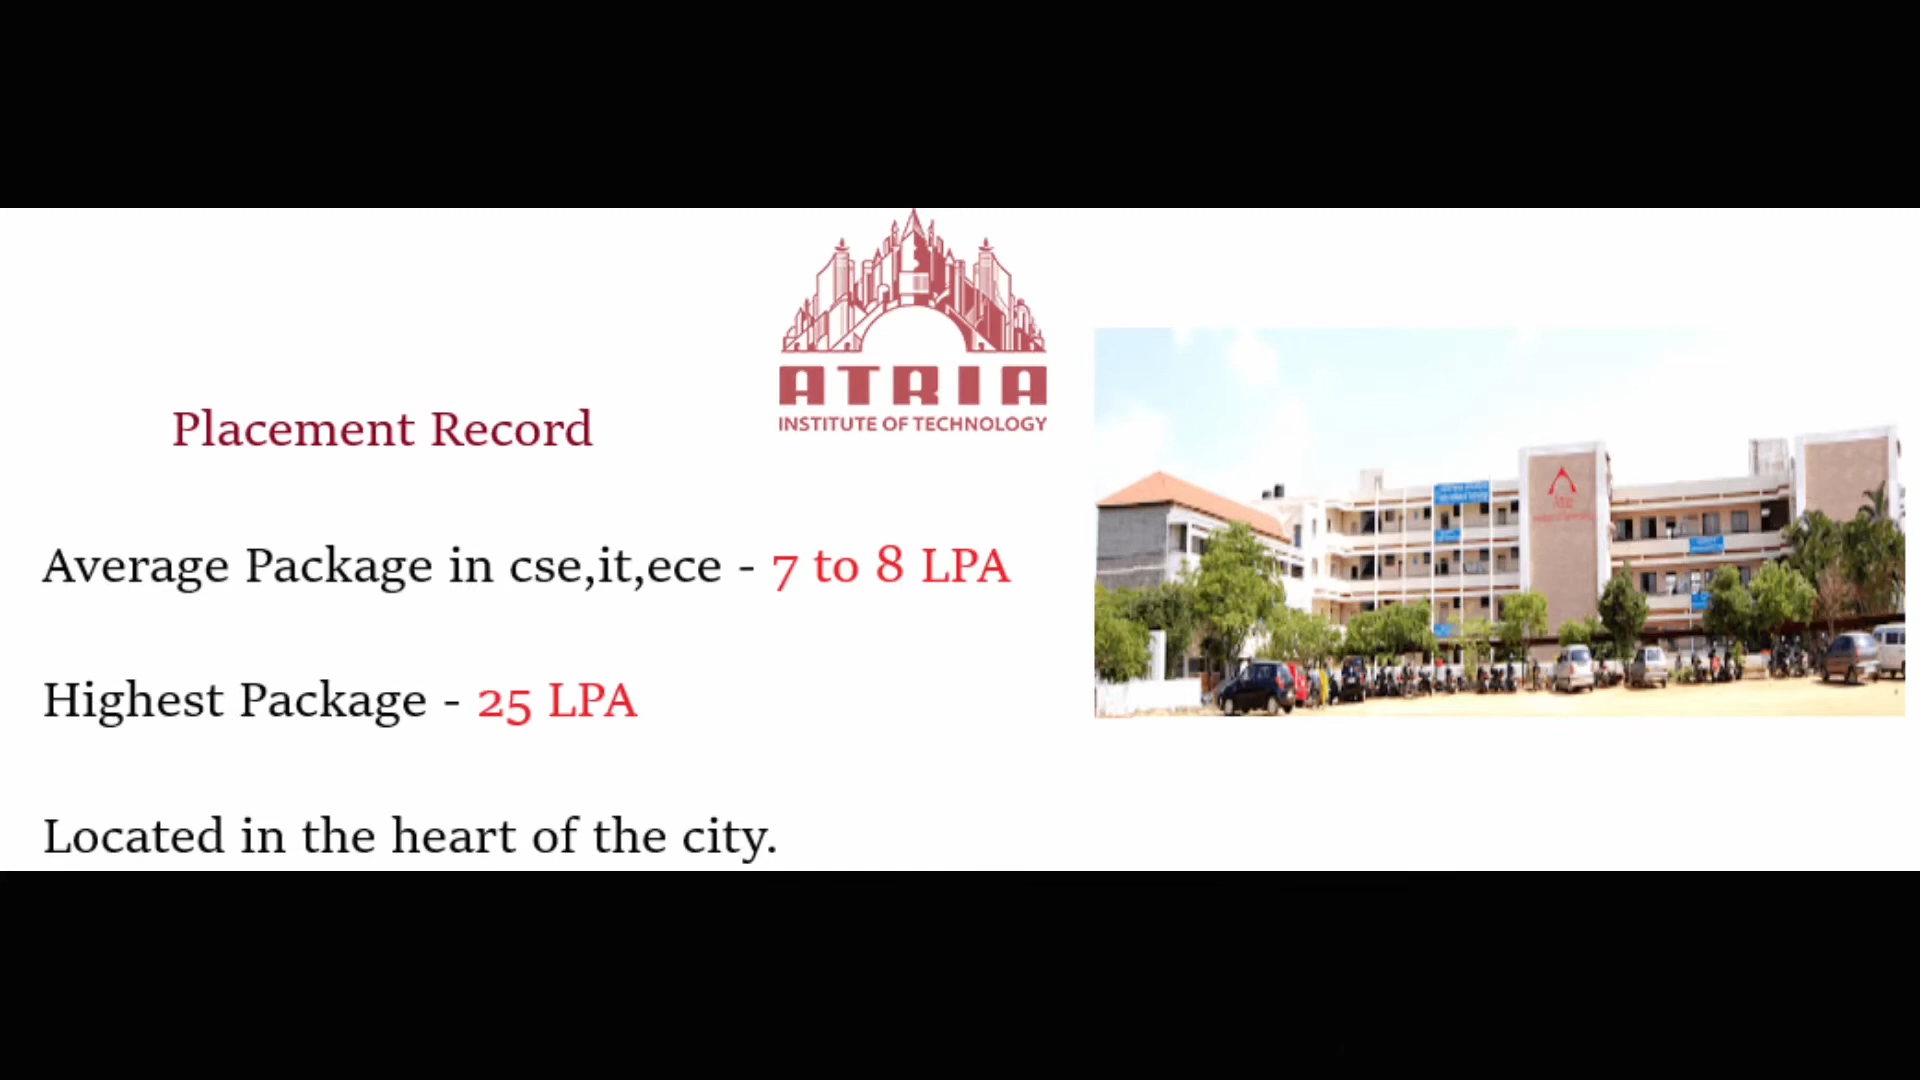 ATRIA
INSTITUTE OF TECHNOLOGY
Placement Record
Average Package in cse,it,ece - 7 to 8 LPA
Highest Package - 25 LPA
Located in the heart of the city.